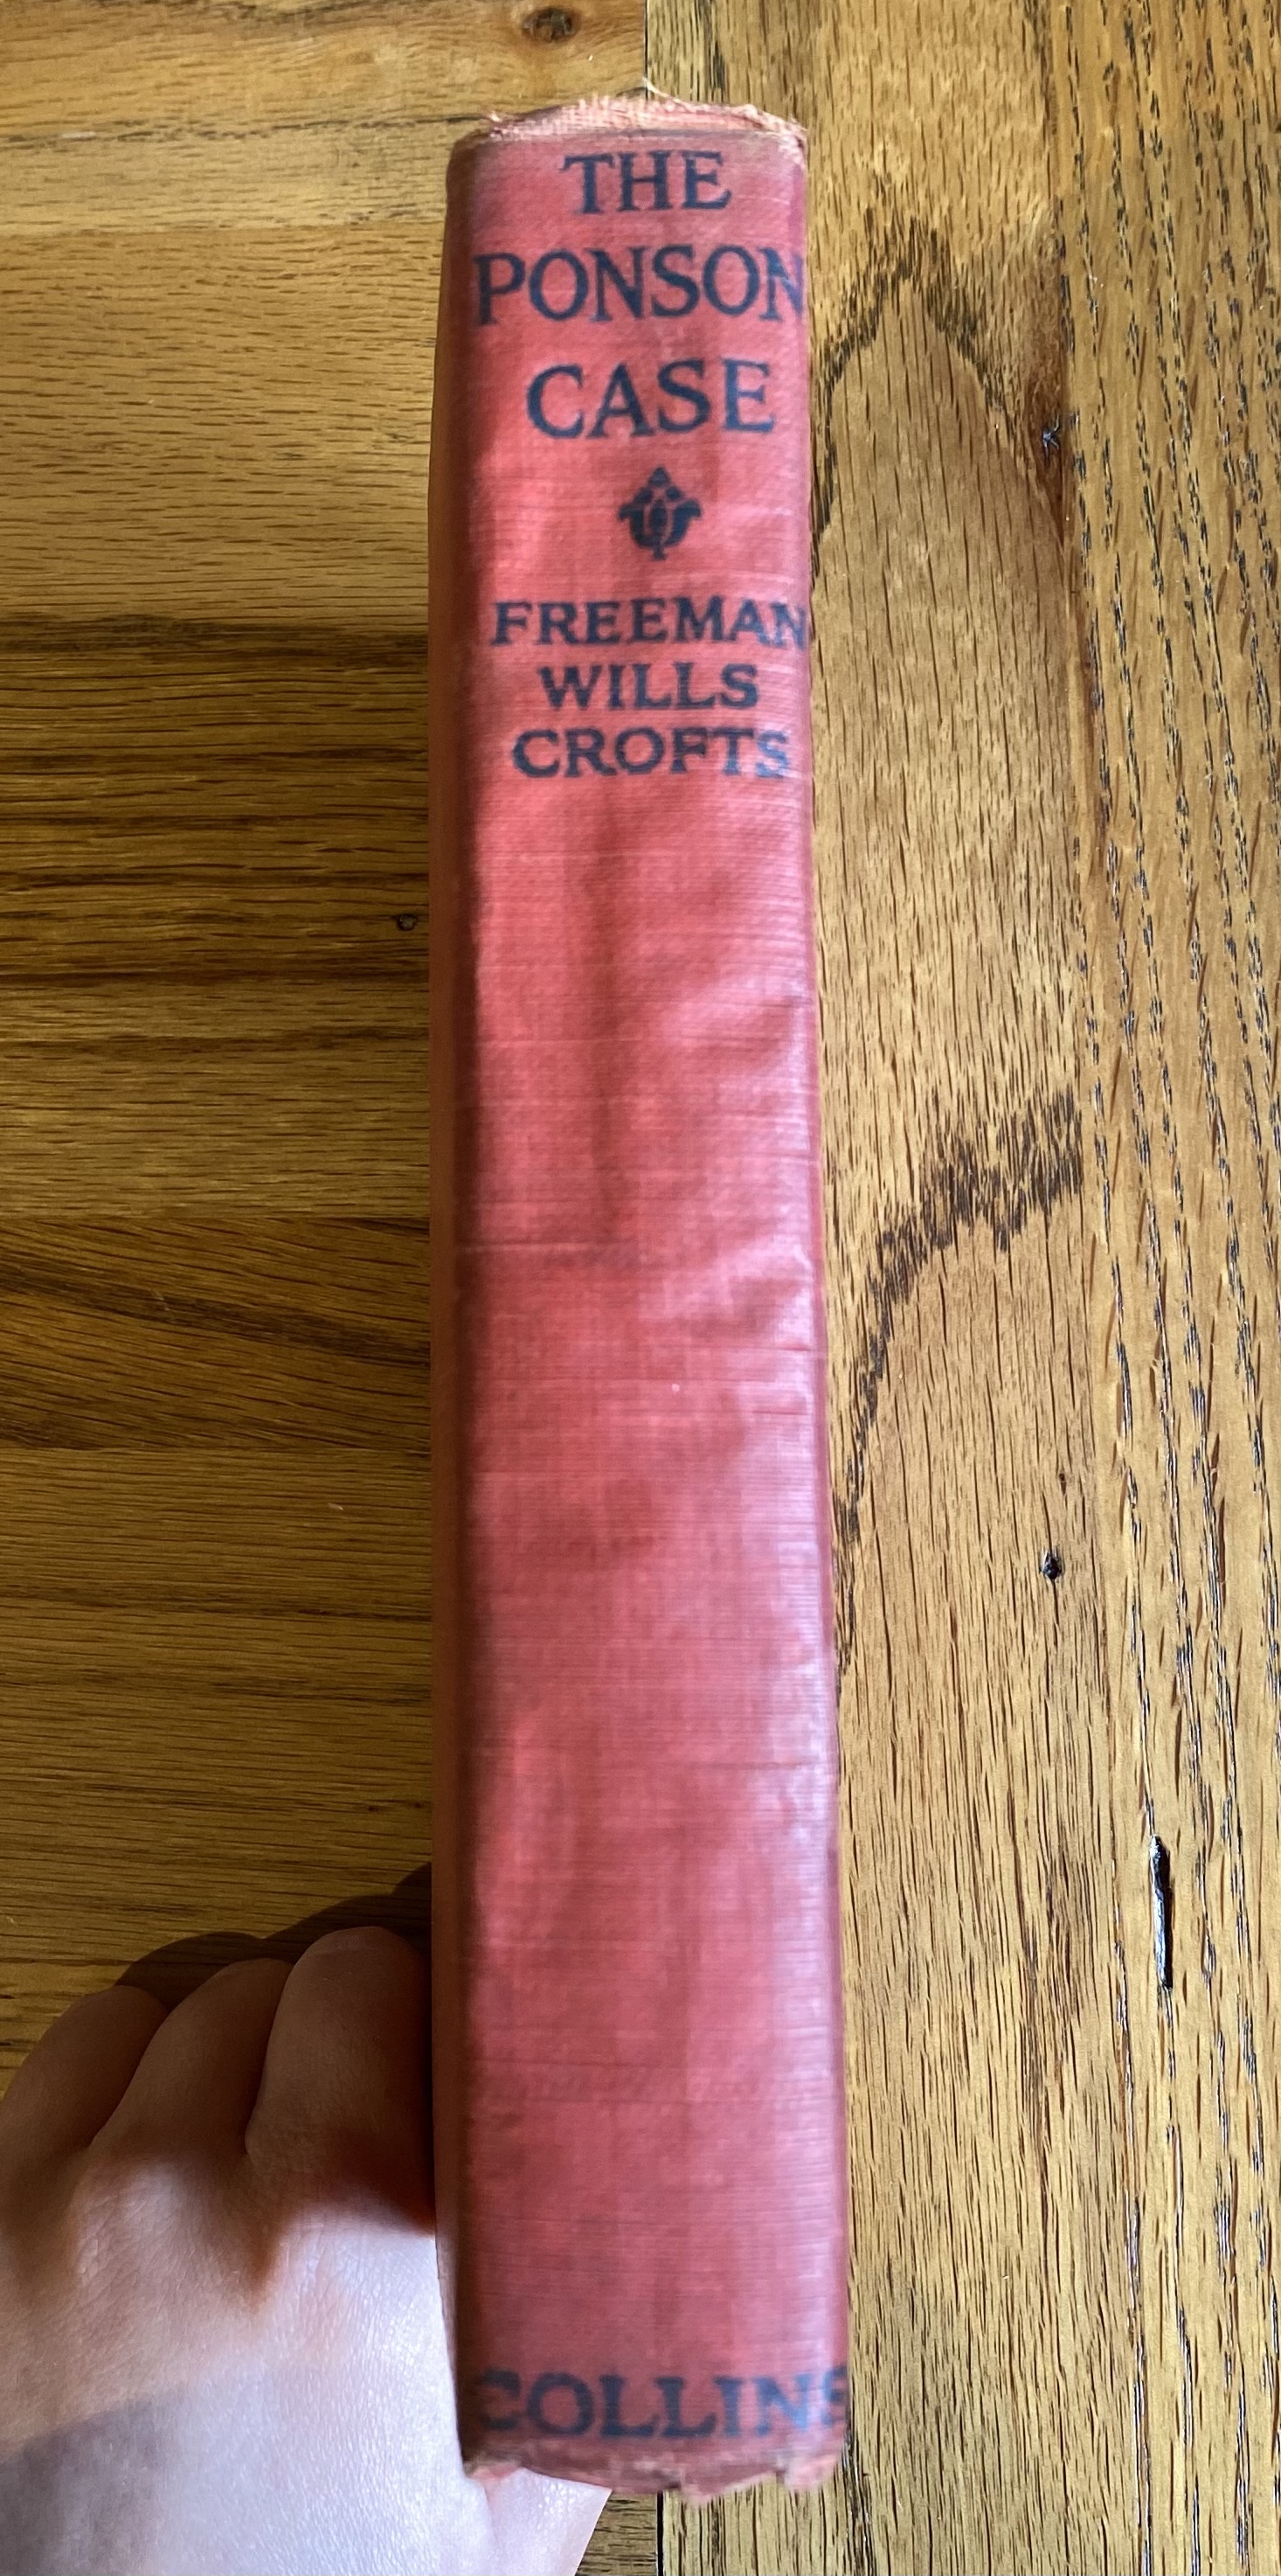 THE
PONSON
CASE
FREEMAN
WILLS
CROFTS
COLLINS